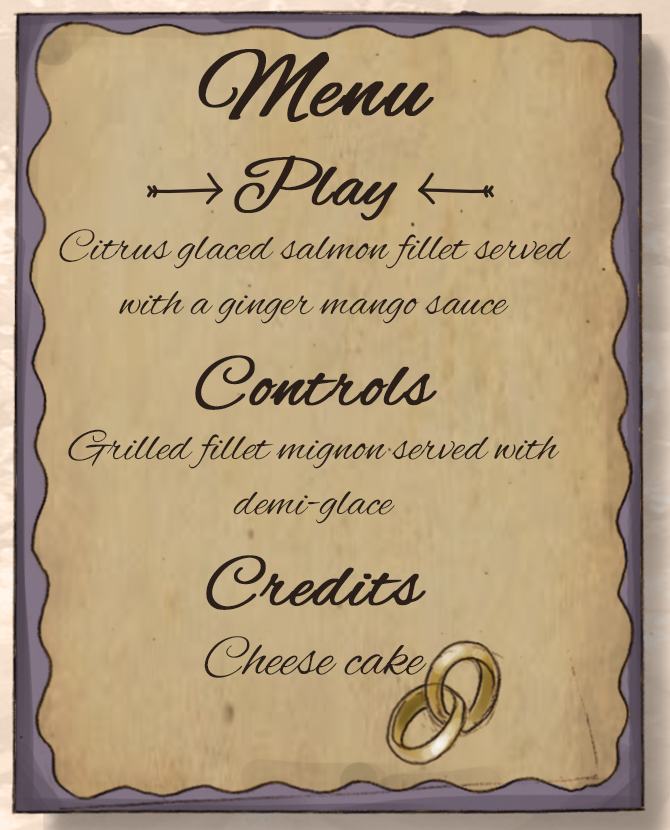 Menu
Play
Citrus glaced salmon fillet served
with a ginger mango sauce
Controls
Grilled fillet mignon served with
demi-glace
Credits
Cheese cake